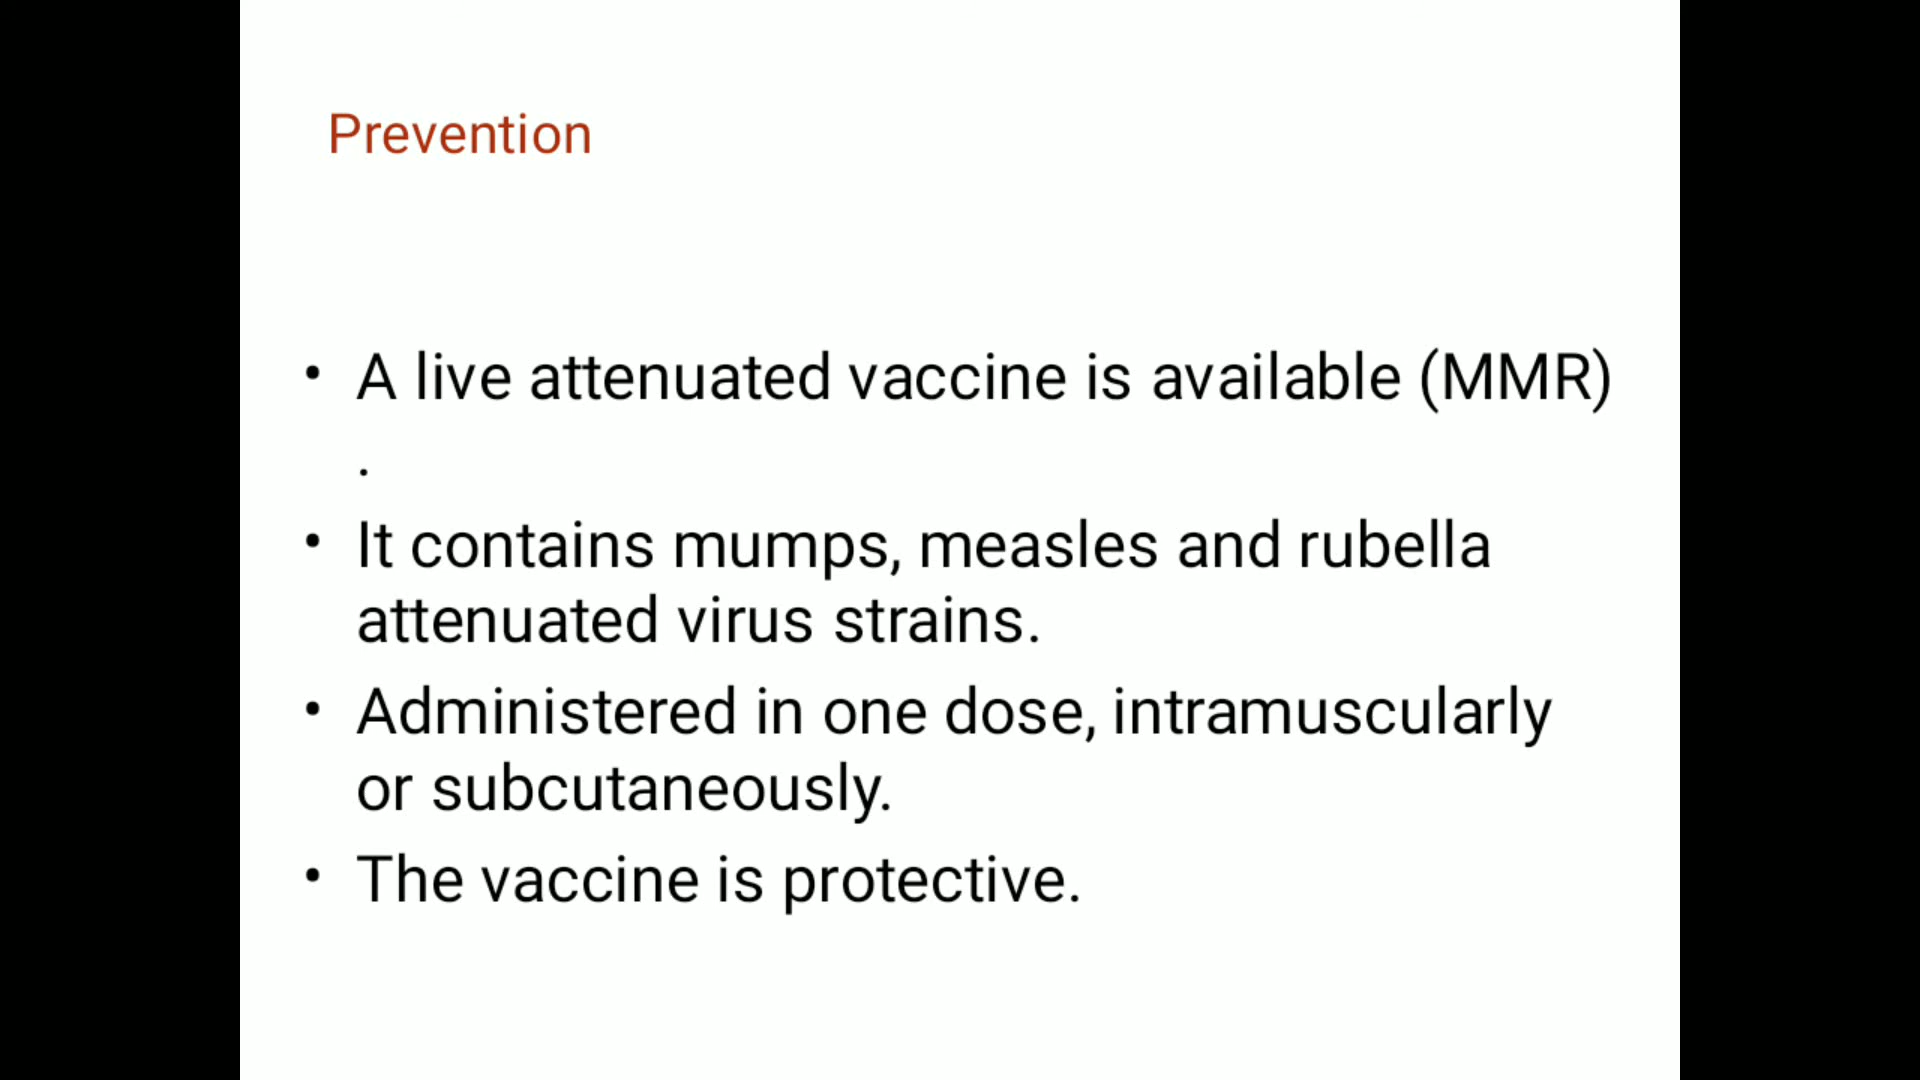 Prevention
• A live attenuated vaccine is available (MMR)
.
• It contains mumps, measles and rubella
attenuated virus strains.
• Administered in one dose, intramuscularly
or subcutaneously.
• The vaccine is protective.